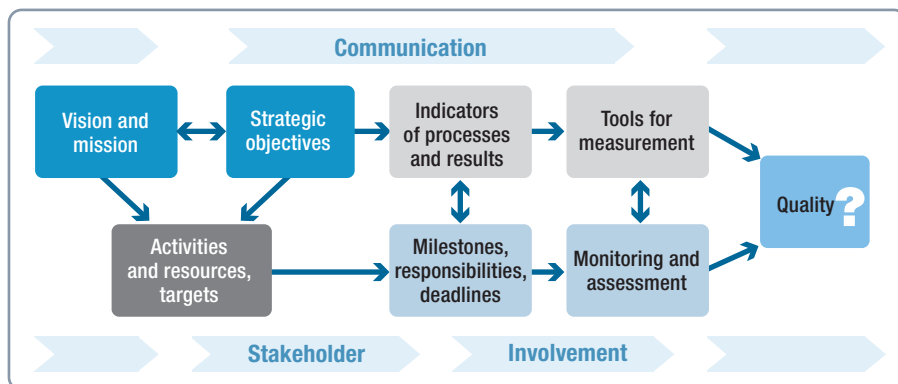 Communication
Vision and
mission
Strategic
objectives
Indicators
of processes
and results
Tools for
measurement
Quality ?
Activities
and resources,
targets
Milestones,
responsibilities,
deadlines
Monitoring and
assessment
Stakeholder
Involvement